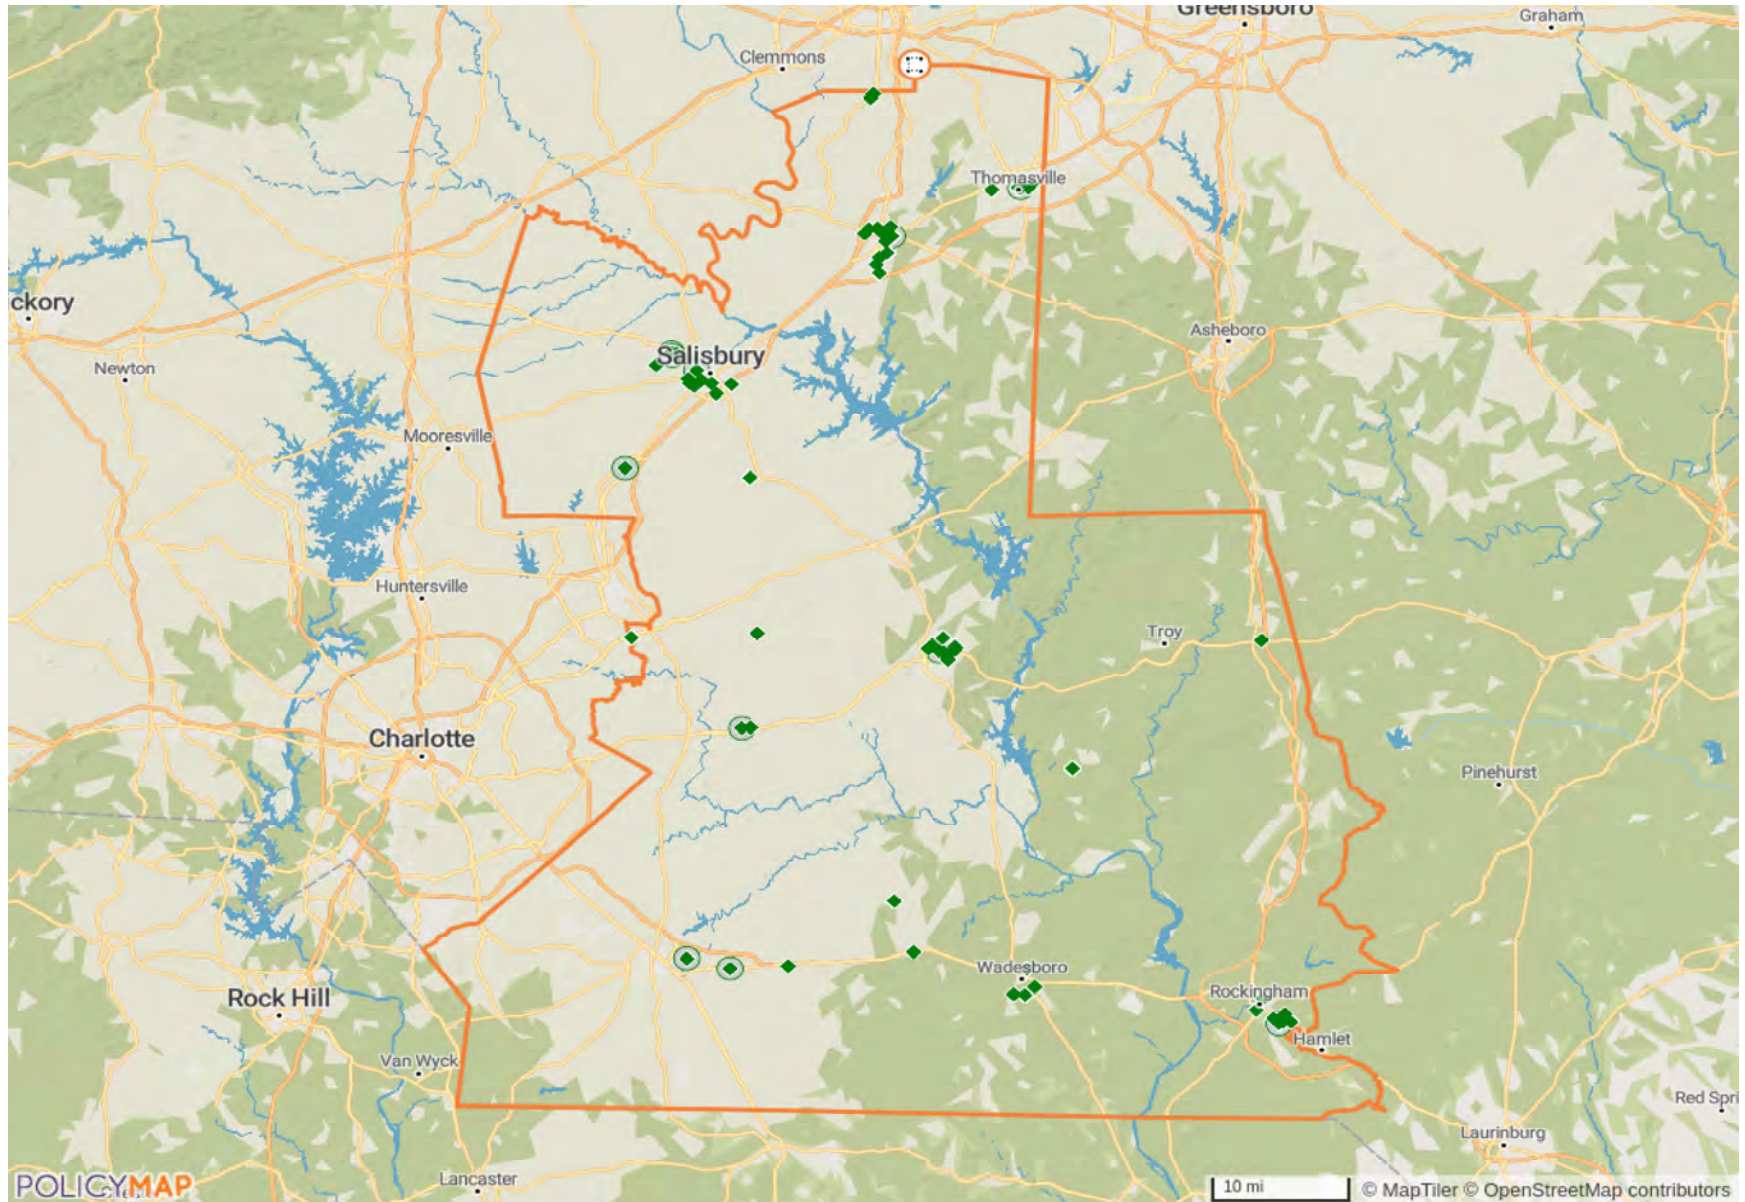 Greensboro
Graham
Clemmons
Thomasville
ckory
Asheboro
Salisbury
Newton
Mooresville
Huntersville
Troy
Charlotte
Pinehurst
Wadesboro
Rockingham
Rock Hill
Hamlet
Van Wyck
Red Spri
Laurinburg
Lancaster
POLICYMAP
10 mi
© MapTiler © OpenStreetMap contributors